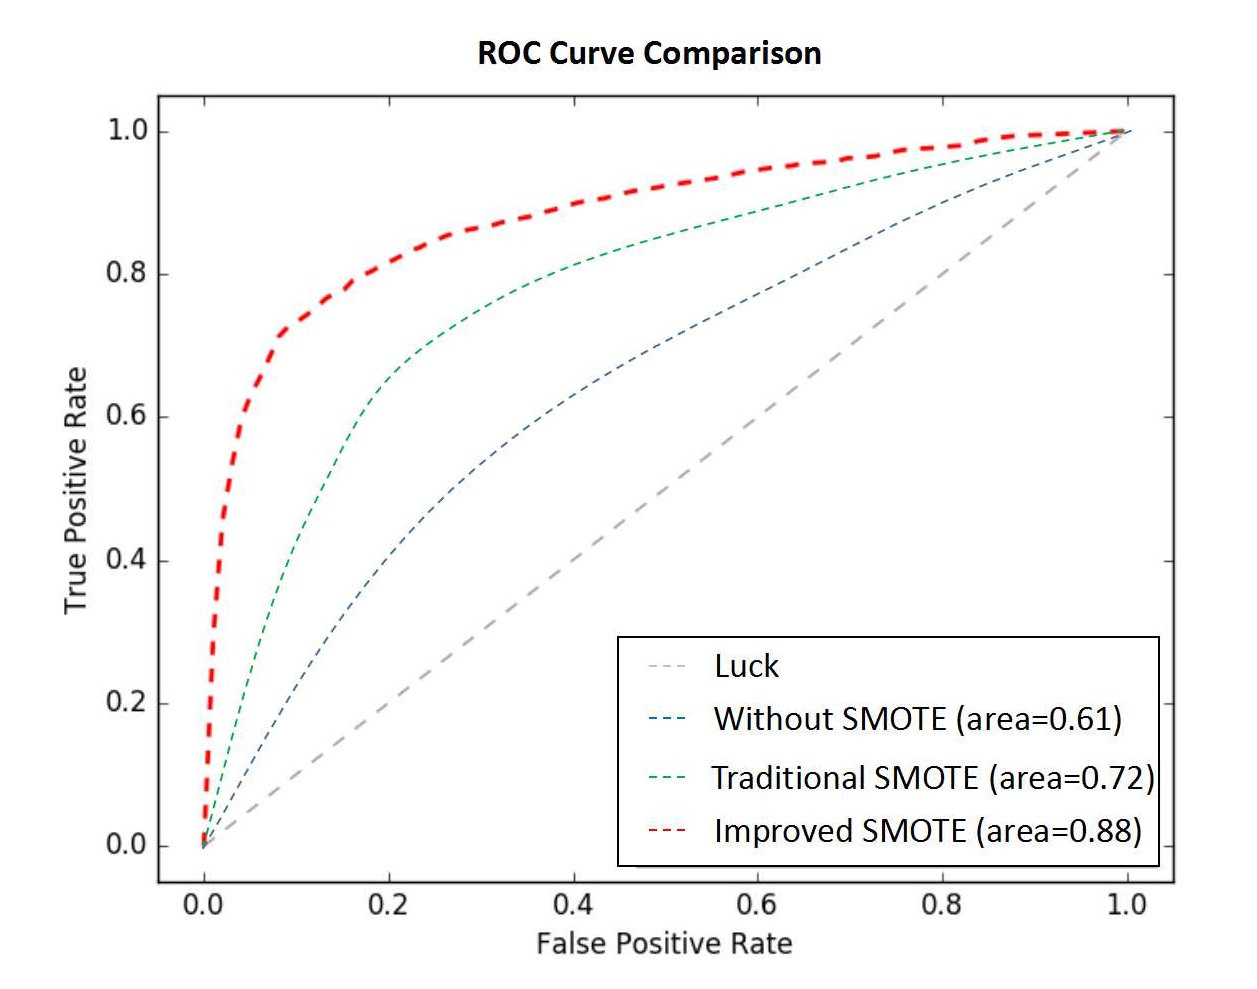 ROC Curve Comparison
1.0
0.8
0.6
0.4
0.2
0.0
True Positive Rate
Luck
Without SMOTE (area=0.61)
Traditional SMOTE (area=0.72)
Improved SMOTE (area=0.88)
0.0 0.2 0.4 0.6 0.8 1.0
False Positive Rate